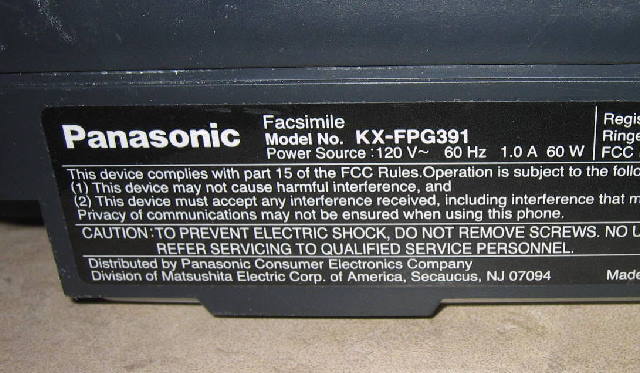 Panasonic
Facsimile
Model No. KX-FPG391
Power Source : 120 V~ 60 Hz 1.0 A 60 W
Regis
Ringe
FCC
This device complies with part 15 of the FCC Rules.Operation is subject to the follo
(1) This device may not cause harmful interference, and
(2) This device must accept any interference received, including interference that m
Privacy of communications may not be ensured when using this phone.
CAUTION:TO PREVENT ELECTRIC SHOCK, DO NOT REMOVE SCREWS. NO U
REFER SERVICING TO QUALIFIED SERVICE PERSONNEL.
Distributed by Panasonic Consumer Electronics Company
Division of Matsushita Electric Corp. of America, Secaucus, NJ 07094
Made